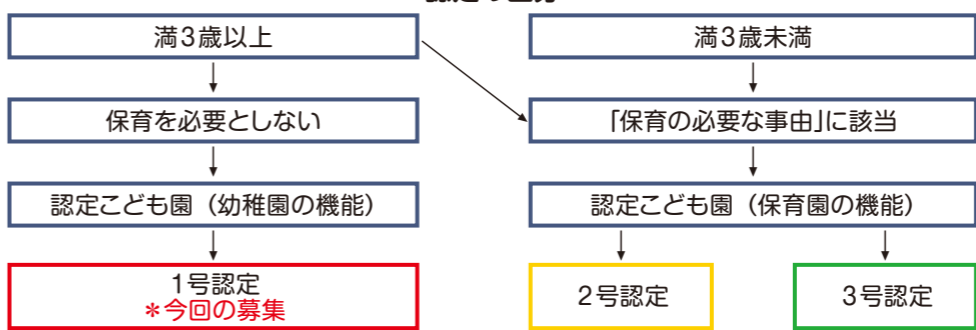 満3歳以上
満3歳未満
保育を必要としない
「保育の必要な事由」に該当
認定こども園（幼稚園の機能）
認定こども園（保育園の機能）
1号認定
＊今回の募集
2号認定
3号認定